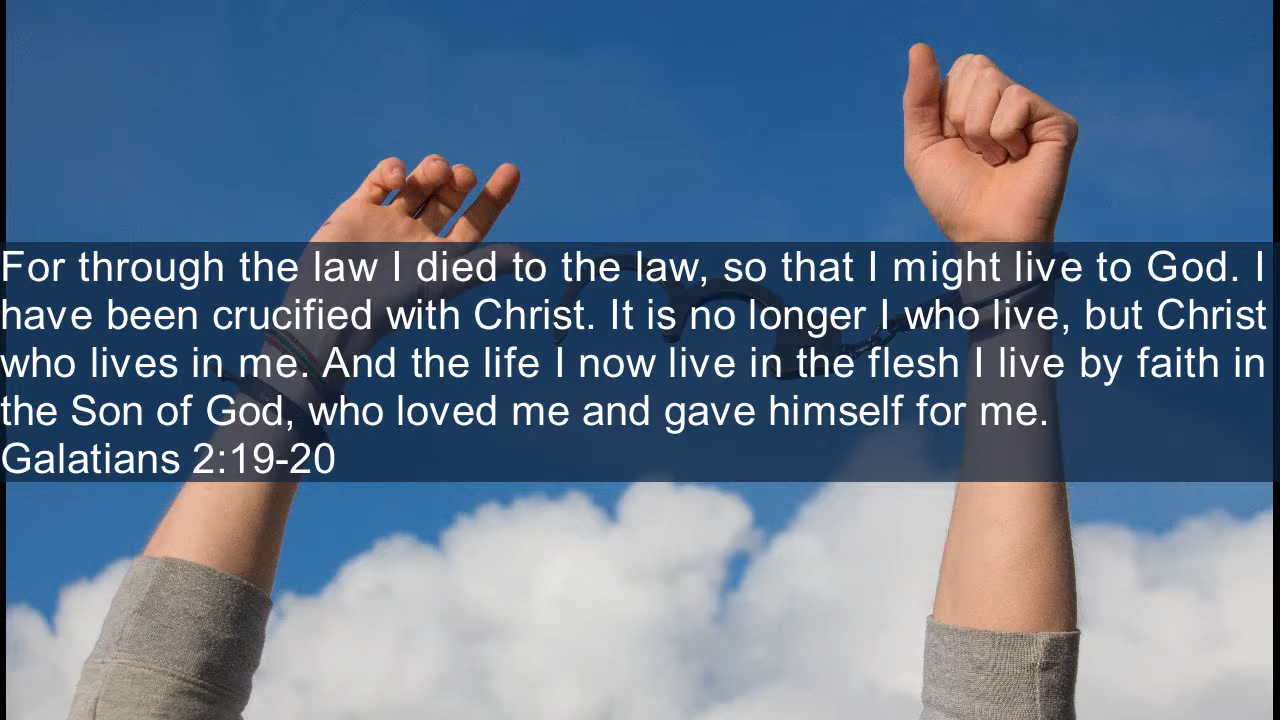 For through the law I died to the law, so that I might live to God. I
have been crucified with Christ. It is no longer I who live, but Christ
who lives in me. And the life I now live in the flesh I live by faith in
the Son of God, who loved me and gave himself for me.
Galatians 2:19-20